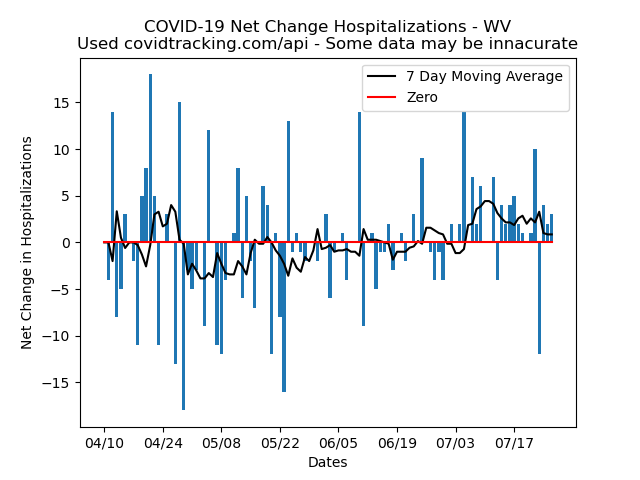 COVID-19 Net Change Hospitalizations - WV
Used covidtracking.com/api - Some data may be innacurate
7 Day Moving Average
Zero
Net Change in Hospitalizations
15
10
5
0
−5
−10
−15
04/10 04/24 05/08 05/22 06/05 06/19 07/03 07/17
Dates